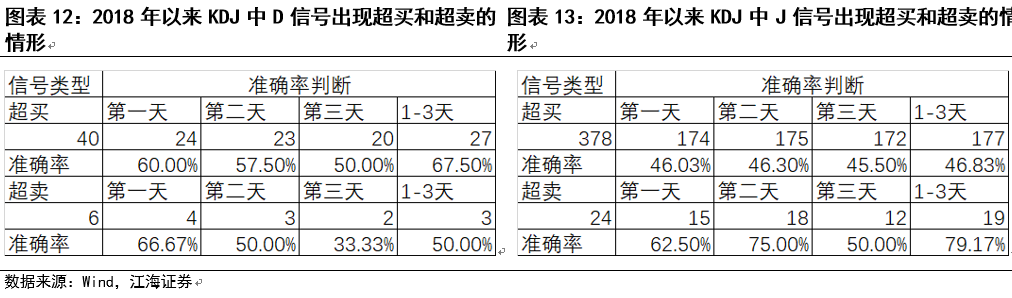 图表 12：2018 年以来 KDJ 中 D 信号出现超买和超卖的
情形
信号类型 准确率判断
超买 第一天 第二天 第三天 1-3天
40 24 23 20 27
准确率 60.00% 57.50% 50.00% 67.50%
超卖 第一天 第二天 第三天 1-3天
6 4 3 2 3
准确率 66.67% 50.00% 33.33% 50.00%
图表 13：2018 年以来 KDJ 中 J 信号出现超买和超卖的情
形
信号类型 准确率判断
超买 第一天 第二天 第三天 1-3天
378 174 175 172 177
准确率 46.03% 46.30% 45.50% 46.83%
超卖 第一天 第二天 第三天 1-3天
24 15 18 12 19
准确率 62.50% 75.00% 50.00% 79.17%
数据来源：Wind，江海证券